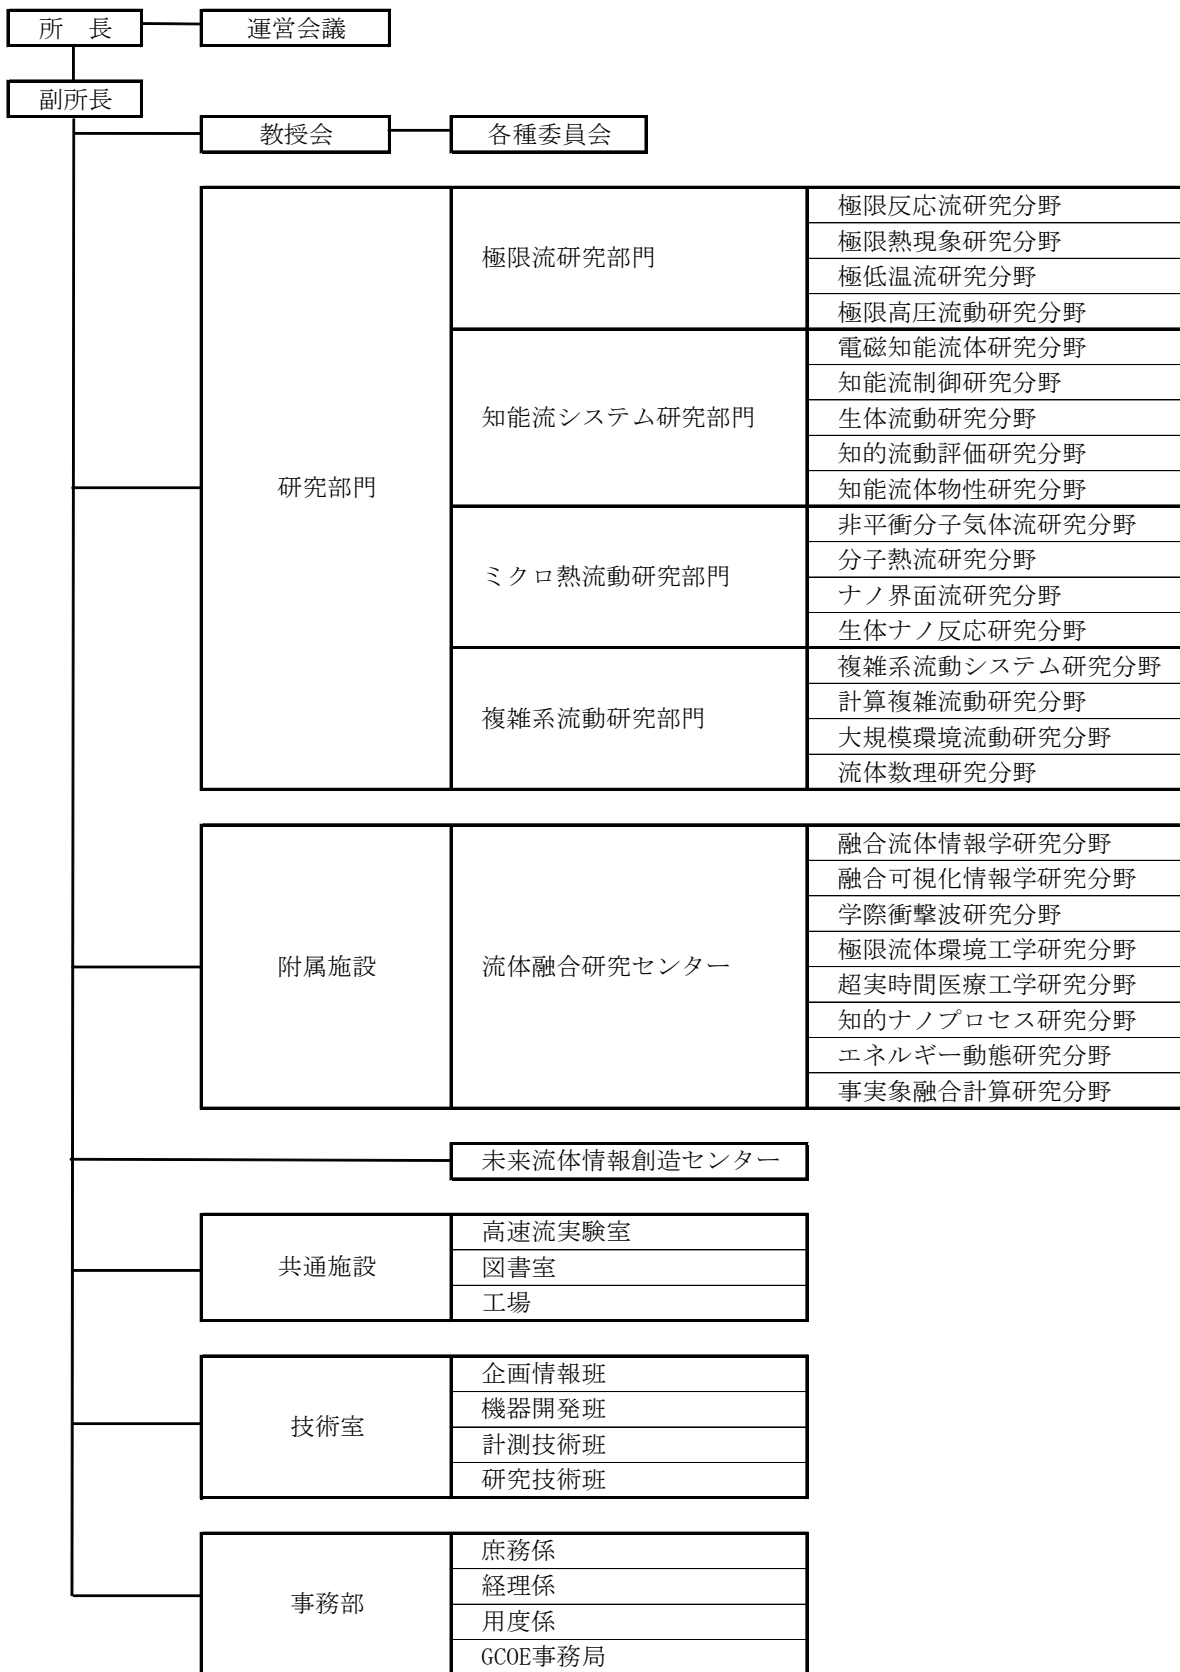 所　長
運営会議
副所長
教授会
各種委員会
研究部門
極限流研究部門
極限反応流研究分野
極限熱現象研究分野
極低温流研究分野
極限高圧流動研究分野
知能流システム研究部門
電磁知能流体研究分野
知能流制御研究分野
生体流動研究分野
知的流動評価研究分野
知能流体物性研究分野
ミクロ熱流動研究部門
非平衡分子気体流研究分野
分子熱流研究分野
ナノ界面流研究分野
生体ナノ反応研究分野
複雑系流動研究部門
複雑系流動システム研究分野
計算複雑流動研究分野
大規模環境流動研究分野
流体数理研究分野
附属施設
流体融合研究センター
融合流体情報学研究分野
融合可視化情報学研究分野
学際衝撃波研究分野
極限流体環境工学研究分野
超実時間医療工学研究分野
知的ナノプロセス研究分野
エネルギー動態研究分野
事実象融合計算研究分野
未来流体情報創造センター
共通施設
高速流実験室
図書室
工場
技術室
企画情報班
機器開発班
計測技術班
研究技術班
事務部
庶務係
経理係
用度係
GCOE事務局